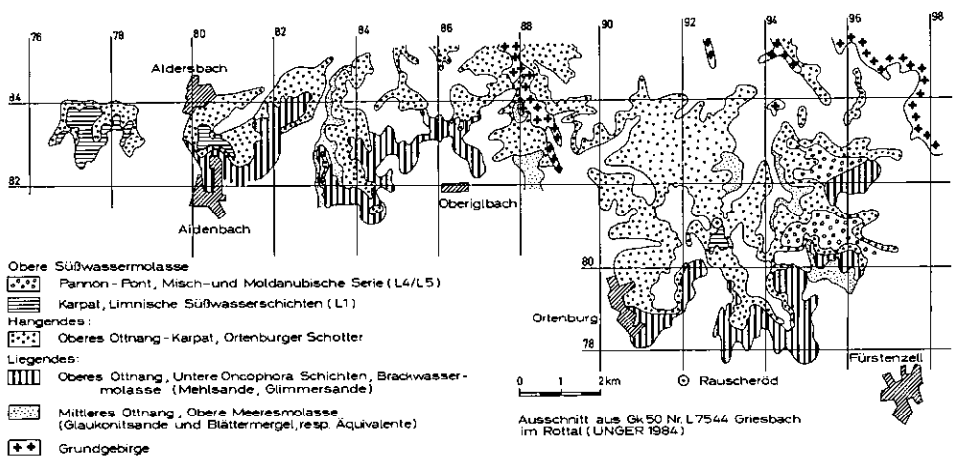 76 78 80 82 84 86 88 90 92 94 96 98
Aldersbach
84
82
Aidenbach
Oberiglbach
Obere Süßwassermolasse
Pannon-Pont, Misch-und Moldanubische Serie (L4/L5)
Karpat, Limnische Süßwasserschichten (L1)
Hangendes:
Oberes Ottnang-Karpat, Ortenburger Schotter
Liegendes:
Oberes Ottnang, Untere Oncophora Schichten, Brackwasser-
molasse (Mehlsande, Glimmersande)
Mittleres Ottnang, Obere Meeresmolasse
(Glaukonitsande und Blättermergel, resp. Äquivalente)
Grundgebirge
80
Ortenburg
78
Fürstenzell
0 2 km
Rauscheröd
Ausschnitt aus Gk50 Nr. L7544 Griesbach
im Rottal (UNGER 1984)